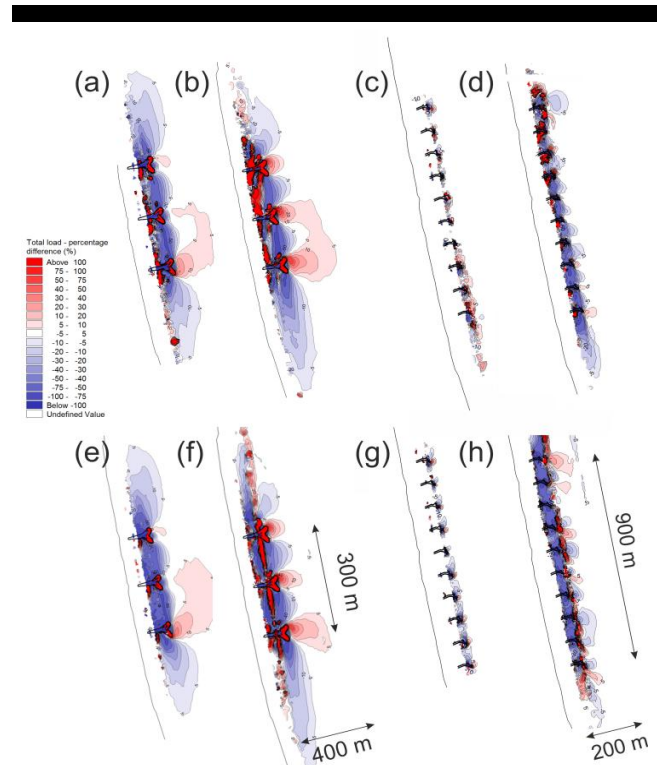 (a) (b) (c) (d)
Total load - percentage
difference (%)
Above 100
75 - 100
50 - 75
40 - 50
30 - 40
20 - 30
10 - 20
5 - 10
-5 - 5
-10 - -5
-20 - -10
-30 - -20
-40 - -30
-50 - -40
-75 - -50
-100 - -75
Below -100
Undefined Value
(e) (f) (g) (h)
300 m
900 m
400 m
200 m